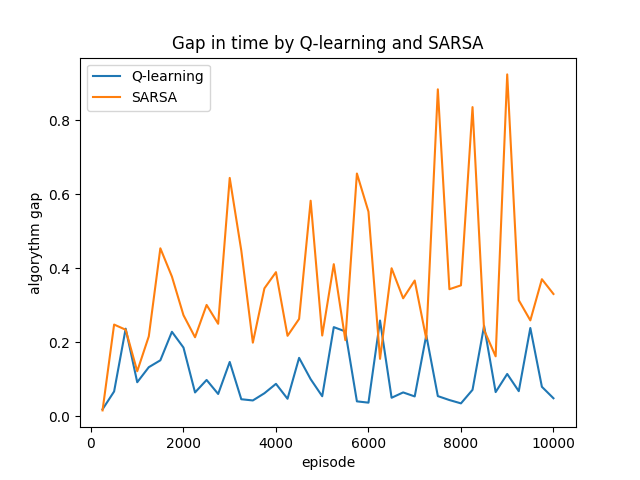 Gap in time by Q-learning and SARSA
Q-learning
SARSA
algorythm gap
0.8
0.6
0.4
0.2
0.0
0
2000
4000
6000
8000
10000
episode